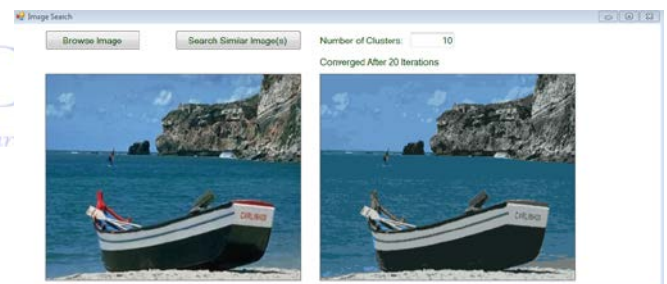 Image Search
Browse Image
Search Similar Image(s)
Number of Clusters: 10
Converged After 20 Iterations